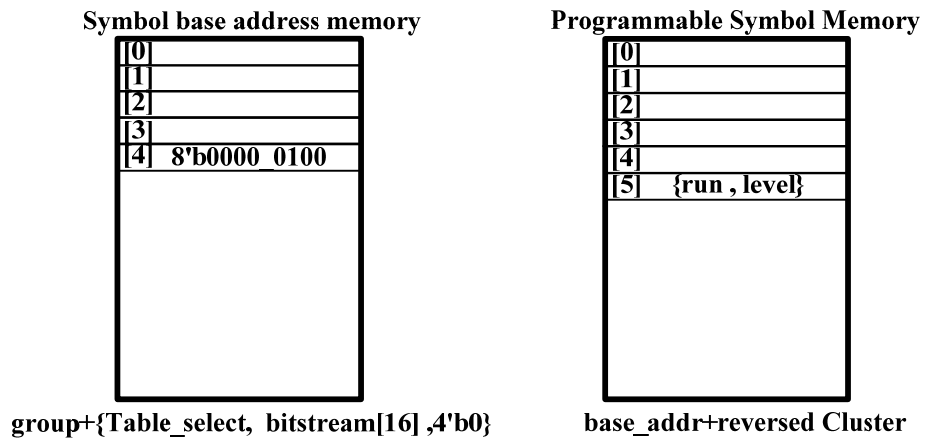 Symbol base address memory
[0]
[1]
[2]
[3]
[4] 8'b0000_0100
group+{Table_select, bitstream[16] ,4'b0}
Programmable Symbol Memory
[0]
[1]
[2]
[3]
[4]
[5] {run , level}
base_addr+reversed Cluster